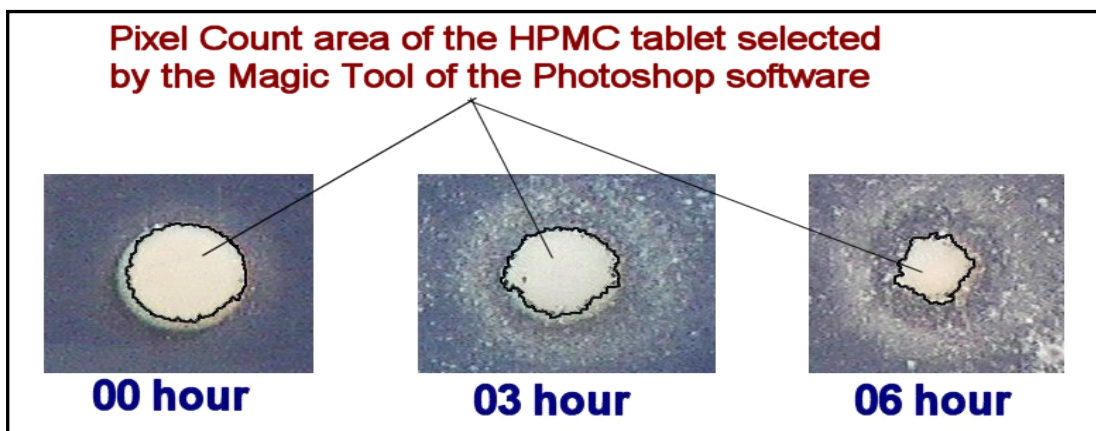 Pixel Count area of the HPMC tablet selected
by the Magic Tool of the Photoshop software
00 hour
03 hour
06 hour